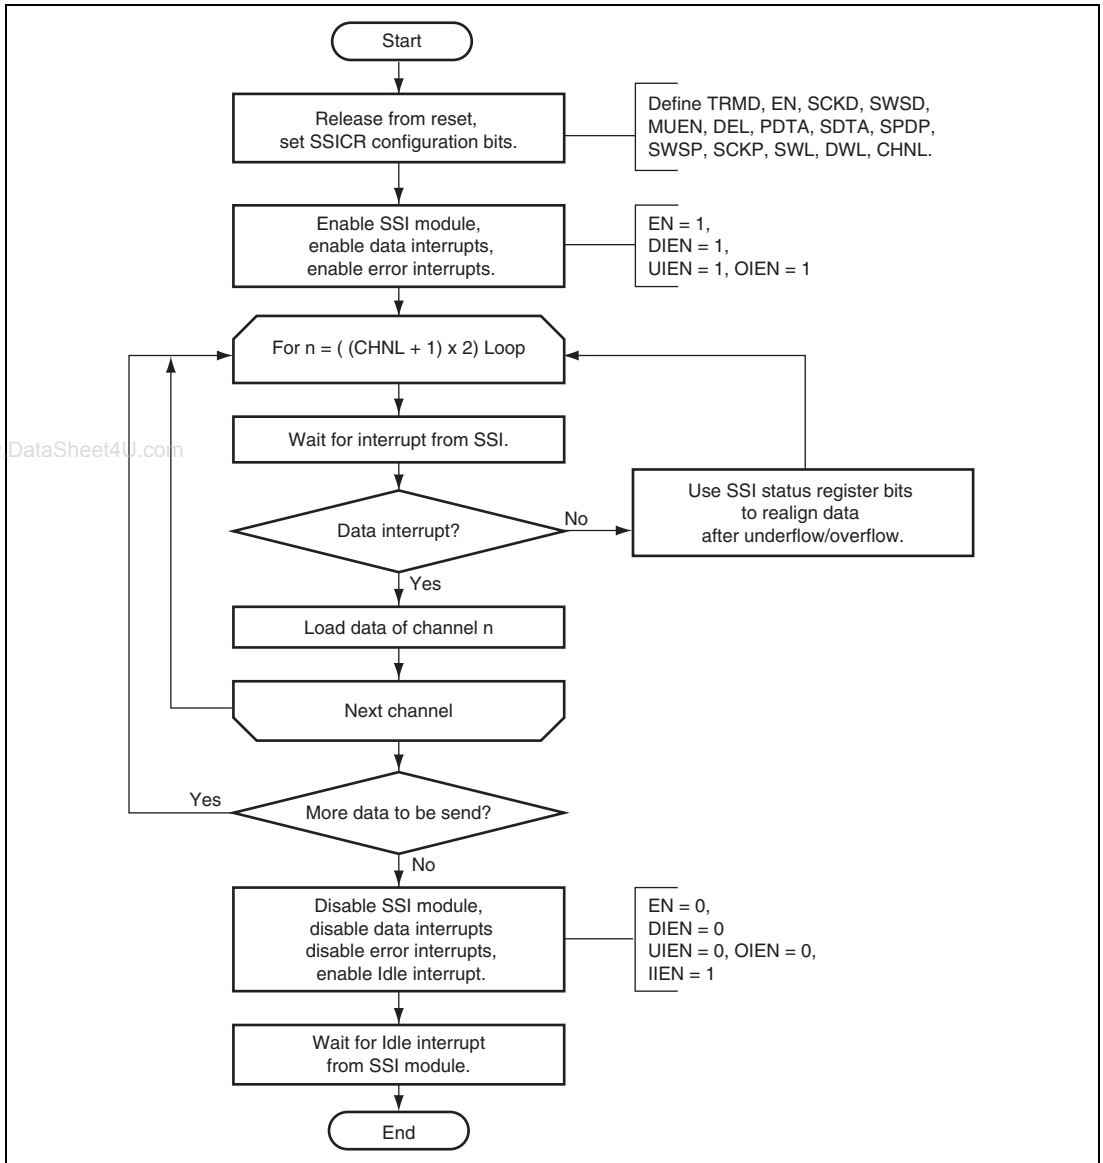 Start
Release from reset,
set SSICR configuration bits.
Define TRMD, EN, SCKD, SWSD,
MUEN, DEL, PDTA, SDTA, SPDP,
SWSP, SCKP, SWL, DWL, CHNL.
Enable SSI module,
enable data interrupts,
enable error interrupts.
EN = 1,
DIEN = 1,
UIEN = 1, OIEN = 1
For n = ( (CHNL + 1) x 2) Loop
Wait for interrupt from SSI.
DataSheet4U.com
Use SSI status register bits
to realign data
after underflow/overflow.
Data interrupt?
No
Yes
Load data of channel n
Next channel
More data to be send?
Yes
No
Disable SSI module,
disable data interrupts
disable error interrupts,
enable Idle interrupt.
EN = 0,
DIEN = 0
UIEN = 0, OIEN = 0,
IIEN = 1
Wait for Idle interrupt
from SSI module.
End